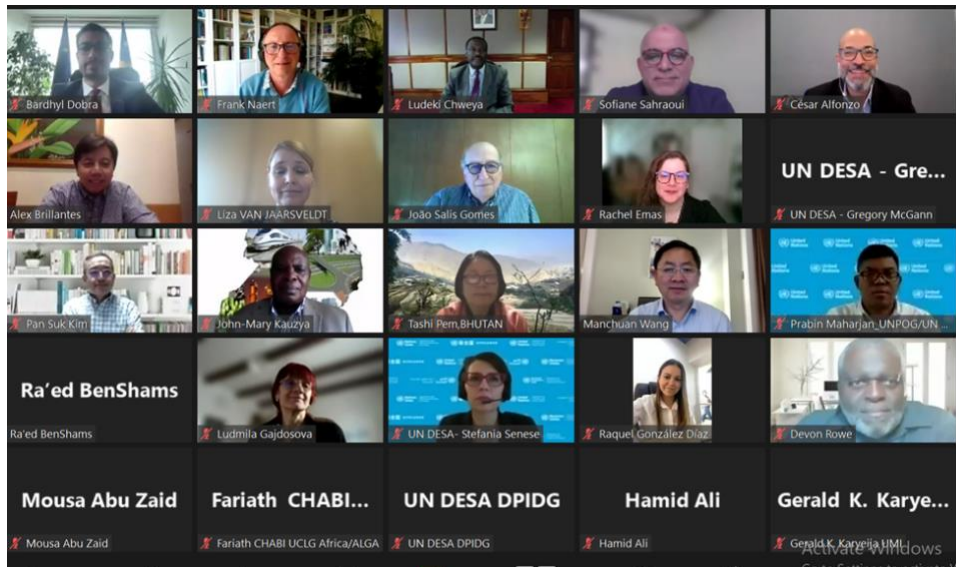 Bardhyl Dobra
Frank Naert
Ludeki Chweya
Sofiane Sahraoui
César Alfonzo
Alex Brillantes
Liza VAN JAARSVELDT
João Salis Gomes
Rachel Emas
UN DESA - Gre...
UN DESA - Gregory McGann
Pan Suk Kim
John-Mary Kauzya
Tashi Pem,BHUTAN
Manchuan Wang
United Nations
Prabin Maharjan_UNPOG/UN ...
Ra'ed BenShams
Ra'ed BenShams
Ludmila Gajdosova
UN DESA- Stefania Senese
Raquel González Díaz
Devon Rowe
Mousa Abu Zaid
Mousa Abu Zaid
Fariath CHABI...
Fariath CHABI UCLG Africa/ALGA
UN DESA DPIDG
UN DESA DPIDG
Hamid Ali
Hamid Ali
Gerald K. Karye...
Gerald K. Karyeija UMI
Activate Windows